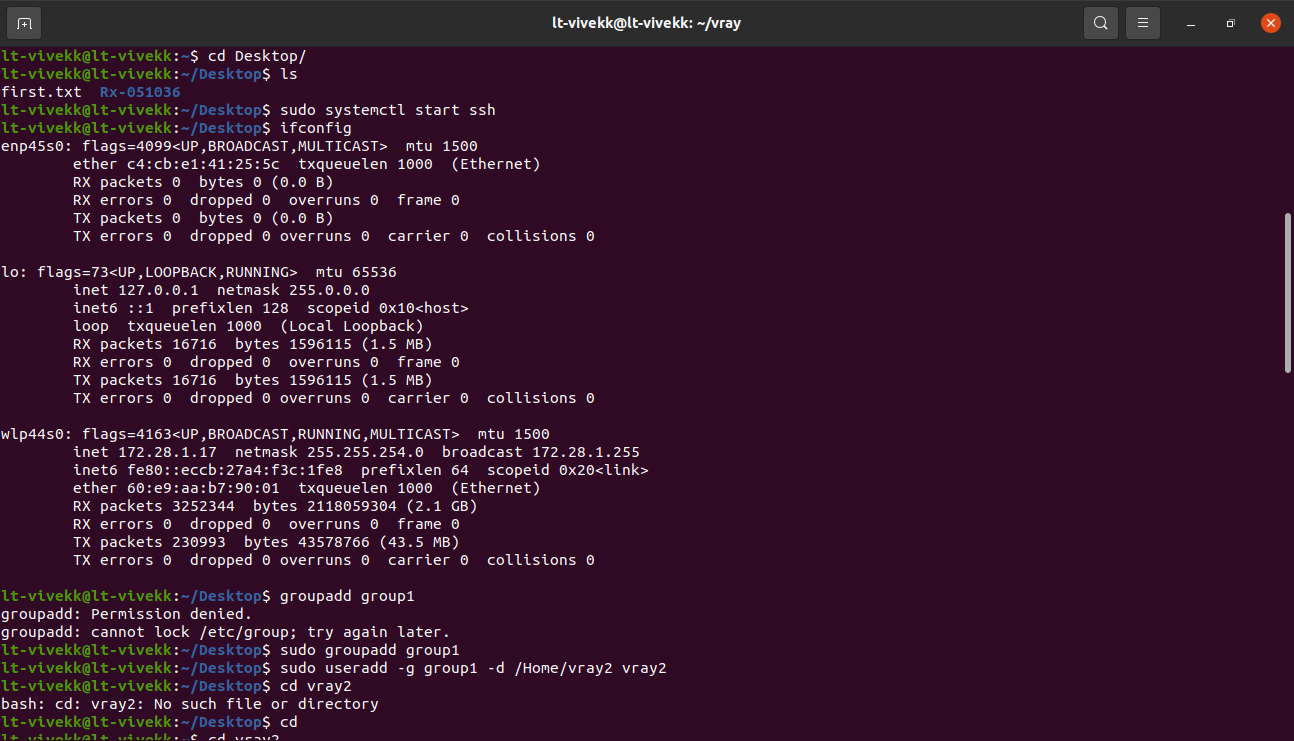 lt-vivekk@lt-vivekk: ~/vray
lt-vivekk@lt-vivekk:~$ cd Desktop/
lt-vivekk@lt-vivekk:~/Desktop$ ls
first.txt  Rx-051036
lt-vivekk@lt-vivekk:~/Desktop$ sudo systemctl start ssh
lt-vivekk@lt-vivekk:~/Desktop$ ifconfig
enp45s0: flags=4099<UP,BROADCAST,MULTICAST>  mtu 1500
        ether c4:cb:e1:41:25:5c  txqueuelen 1000  (Ethernet)
        RX packets 0  bytes 0 (0.0 B)
        RX errors 0  dropped 0  overruns 0  frame 0
        TX packets 0  bytes 0 (0.0 B)
        TX errors 0  dropped 0 overruns 0  carrier 0  collisions 0

lo: flags=73<UP,LOOPBACK,RUNNING>  mtu 65536
        inet 127.0.0.1  netmask 255.0.0.0
        inet6 ::1  prefixlen 128  scopeid 0x10<host>
        loop  txqueuelen 1000  (Local Loopback)
        RX packets 16716  bytes 1596115 (1.5 MB)
        RX errors 0  dropped 0  overruns 0  frame 0
        TX packets 16716  bytes 1596115 (1.5 MB)
        TX errors 0  dropped 0 overruns 0  carrier 0  collisions 0

wlp44s0: flags=4163<UP,BROADCAST,RUNNING,MULTICAST>  mtu 1500
        inet 172.28.1.17  netmask 255.255.254.0  broadcast 172.28.1.255
        inet6 fe80::eccb:27a4:f3c:1fe8  prefixlen 64  scopeid 0x20<link>
        ether 60:e9:aa:b7:90:01  txqueuelen 1000  (Ethernet)
        RX packets 3252344  bytes 2118059304 (2.1 GB)
        RX errors 0  dropped 0  overruns 0  frame 0
        TX packets 230993  bytes 43578766 (43.5 MB)
        TX errors 0  dropped 0 overruns 0  carrier 0  collisions 0

lt-vivekk@lt-vivekk:~/Desktop$ groupadd group1
groupadd: Permission denied.
groupadd: cannot lock /etc/group; try again later.
lt-vivekk@lt-vivekk:~/Desktop$ sudo groupadd group1
lt-vivekk@lt-vivekk:~/Desktop$ sudo useradd -g group1 -d /Home/vray2 vray2
lt-vivekk@lt-vivekk:~/Desktop$ cd vray2
bash: cd: vray2: No such file or directory
lt-vivekk@lt-vivekk:~/Desktop$ cd
lt-vivekk@lt-vivekk:~$ cd vray2